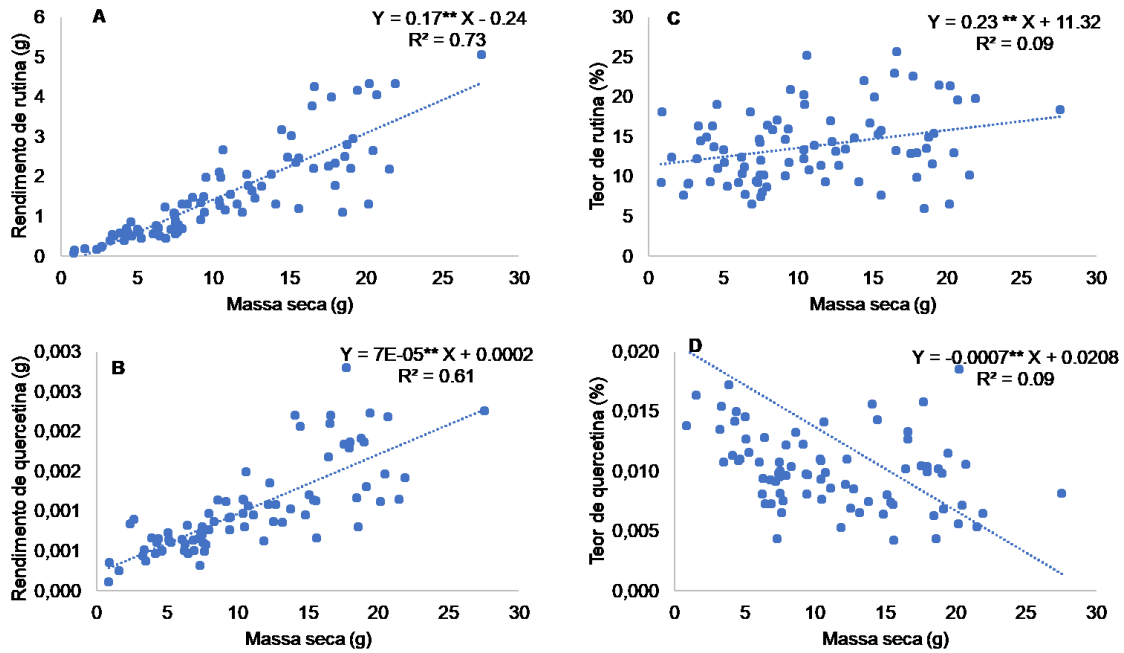 A
Y = 0.17** X - 0.24
R² = 0.73
Rendimento de rutina (g)
6
5
4
3
2
1
0
0 5 10 15 20 25 30
Massa seca (g)
C
Y = 0.23 ** X + 11.32
R² = 0.09
Teor de rutina (%)
30
25
20
15
10
5
0
0 5 10 15 20 25 30
Massa seca (g)
B
Y = 7E-05** X + 0.0002
R² = 0.61
Rendimento de quercetina (g)
0,003
0,003
0,002
0,002
0,001
0,001
0,000
0 5 10 15 20 25 30
Massa seca (g)
D
Y = -0.0007** X + 0.0208
R² = 0.09
Teor de quercetina (%)
0,020
0,015
0,010
0,005
0,000
0 5 10 15 20 25 30
Massa seca (g)